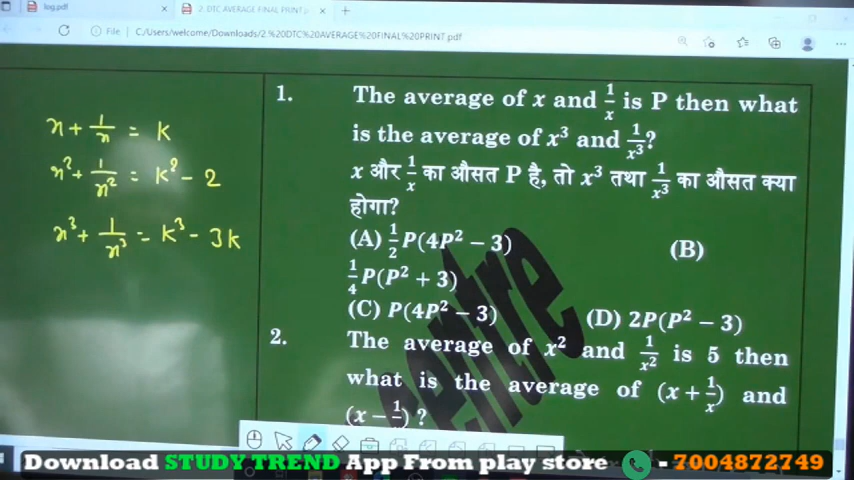 log.pdf
2. DTC AVERAGE FINAL PRINT.p
File | C:/Users/welcome/Downloads/2.%20DTC%20AVERAGE%20FINAL%20PRINT.pdf
x + 1/x = k
x² + 1/x² = k² - 2
x³ + 1/x³ = k³ - 3k
1. The average of x and 1/x is P then what
is the average of x³ and 1/x³?
x और 1/x का औसत P है, तो x³ तथा 1/x³ का औसत क्या
होगा?
(A) 1/2 P(4P² − 3) (B)
1/4 P(P² + 3)
(C) P(4P² − 3) (D) 2P(P² − 3)
2. The average of x² and 1/x² is 5 then
what is the average of (x + 1/x) and
(x − 1/x) ?
centre
Download STUDY TREND App From play store - 7004872749